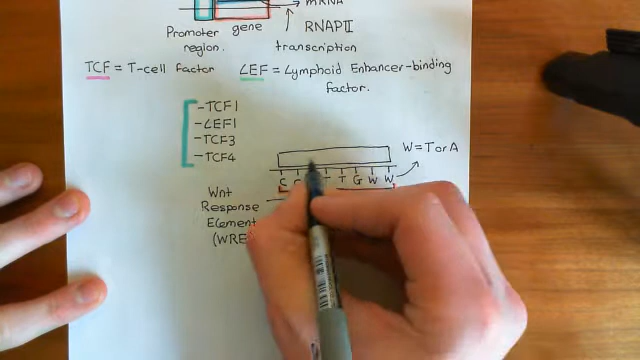 mRNA
Promoter gene RNAPII
region. transcription
TCF = T-cell factor LEF = Lymphoid Enhancer-binding
factor.
-TCF1
-LEF1
-TCF3
-TCF4
W = T or A
C T G W W
Wnt
Response
Element
(WRE